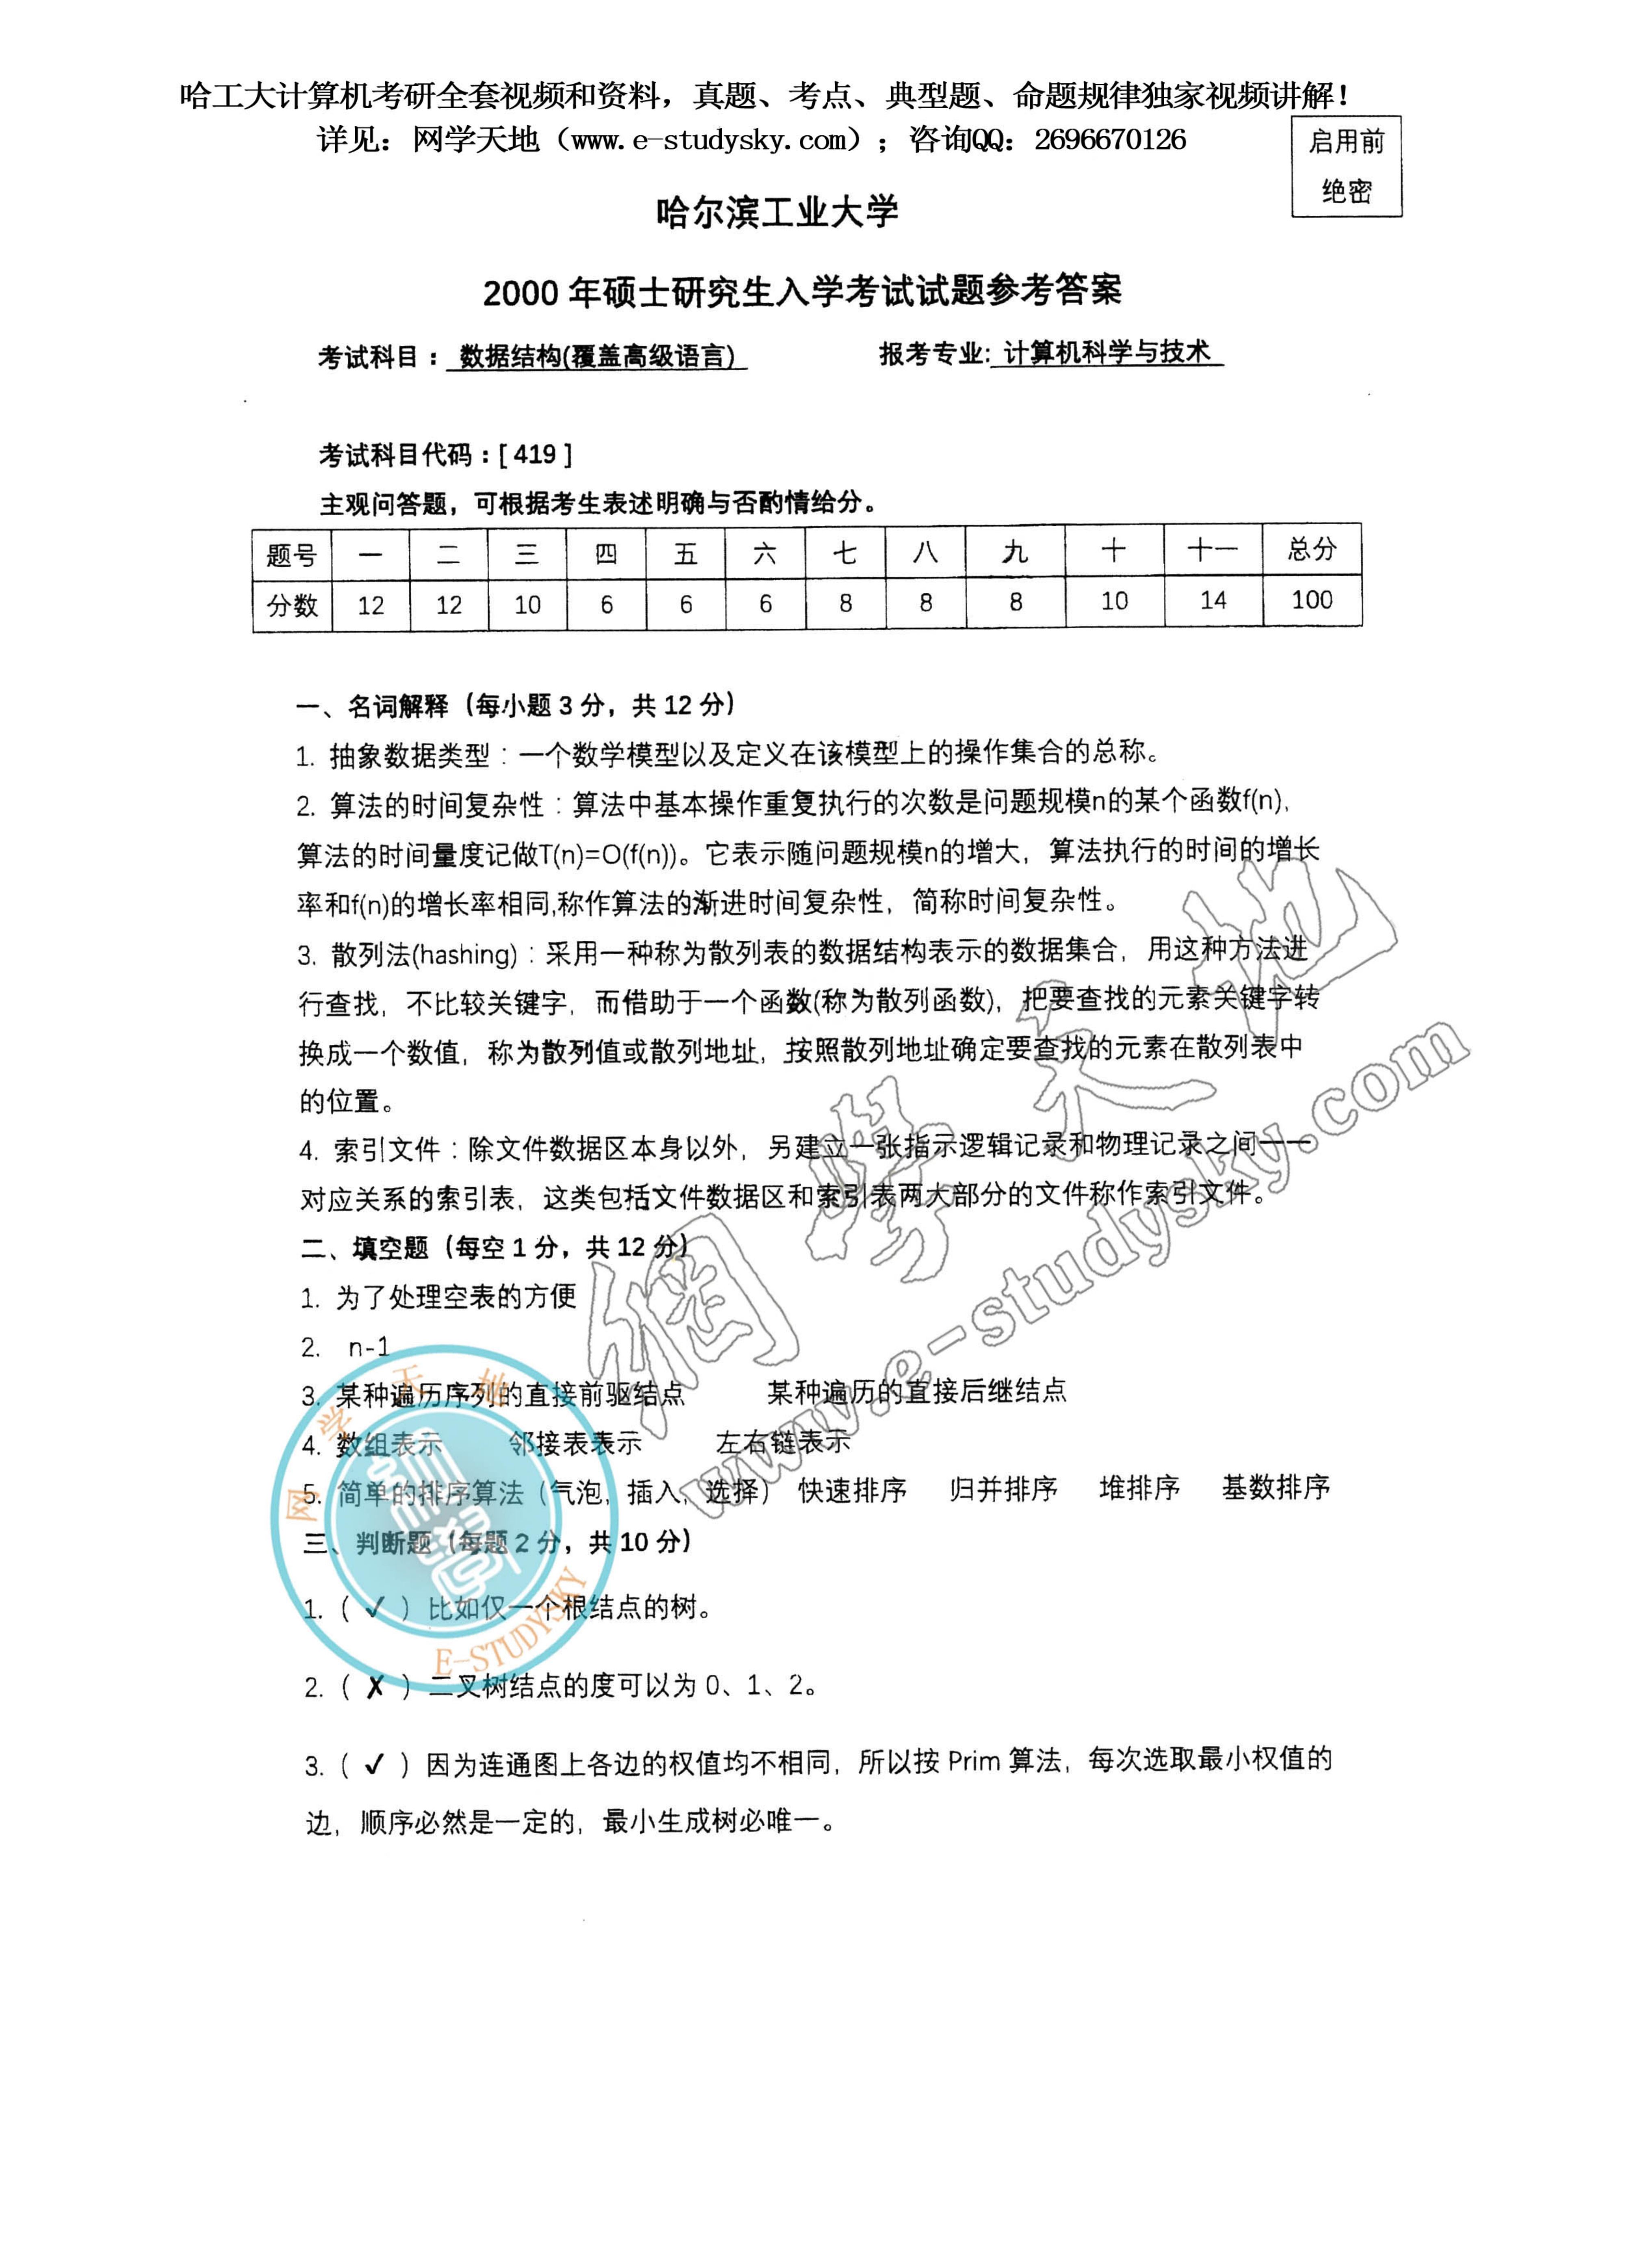 哈工大计算机考研全套视频和资料，真题、考点、典型题、命题规律独家视频讲解！
详见：网学天地（www.e-studysky.com）；咨询QQ：2696670126
启用前
绝密
哈尔滨工业大学
2000 年硕士研究生入学考试试题参考答案
考试科目：数据结构(覆盖高级语言) 报考专业: 计算机科学与技术
考试科目代码：[ 419 ]
主观问答题，可根据考生表述明确与否酌情给分。
题号 一 二 三 四 五 六 七 八 九 十 十一 总分
分数 12 12 10 6 6 6 8 8 8 10 14 100
一、名词解释（每小题 3 分，共 12 分）
1. 抽象数据类型：一个数学模型以及定义在该模型上的操作集合的总称。
2. 算法的时间复杂性：算法中基本操作重复执行的次数是问题规模n的某个函数f(n),
算法的时间量度记做T(n)=O(f(n))。它表示随问题规模n的增大，算法执行的时间的增长
率和f(n)的增长率相同,称作算法的渐进时间复杂性，简称时间复杂性。
3. 散列法(hashing)：采用一种称为散列表的数据结构表示的数据集合，用这种方法进
行查找，不比较关键字，而借助于一个函数(称为散列函数)，把要查找的元素关键字转
换成一个数值，称为散列值或散列地址，按照散列地址确定要查找的元素在散列表中
的位置。
4. 索引文件：除文件数据区本身以外，另建立一张指示逻辑记录和物理记录之间一一
对应关系的索引表，这类包括文件数据区和索引表两大部分的文件称作索引文件。
二、填空题（每空 1 分，共 12 分）
1. 为了处理空表的方便
2. n-1
3. 某种遍历序列的直接前驱结点 某种遍历的直接后继结点
4. 数组表示 邻接表表示 左右链表示
5. 简单的排序算法（气泡，插入，选择） 快速排序 归并排序 堆排序 基数排序
三、判断题（每题 2 分，共 10 分）
1.（ ✓ ）比如仅一个根结点的树。
2.（ ✗ ）二叉树结点的度可以为 0、1、2。
3.（ ✓ ）因为连通图上各边的权值均不相同，所以按 Prim 算法，每次选取最小权值的
边，顺序必然是一定的，最小生成树必唯一。
網學天地
www.e-studysky.com
网学天地
E-STUDYSKY